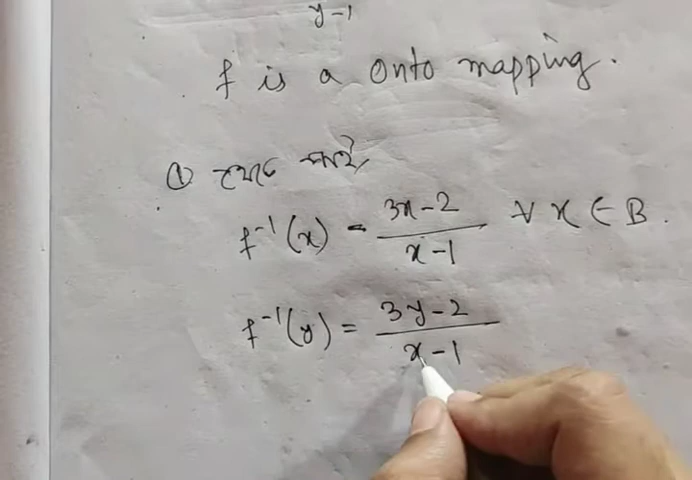 y-1
f is a onto mapping.
f⁻¹(x) = (3x-2)/(x-1) ∀ x ∈ B.
f⁻¹(y) = (3y-2)/(x-1)